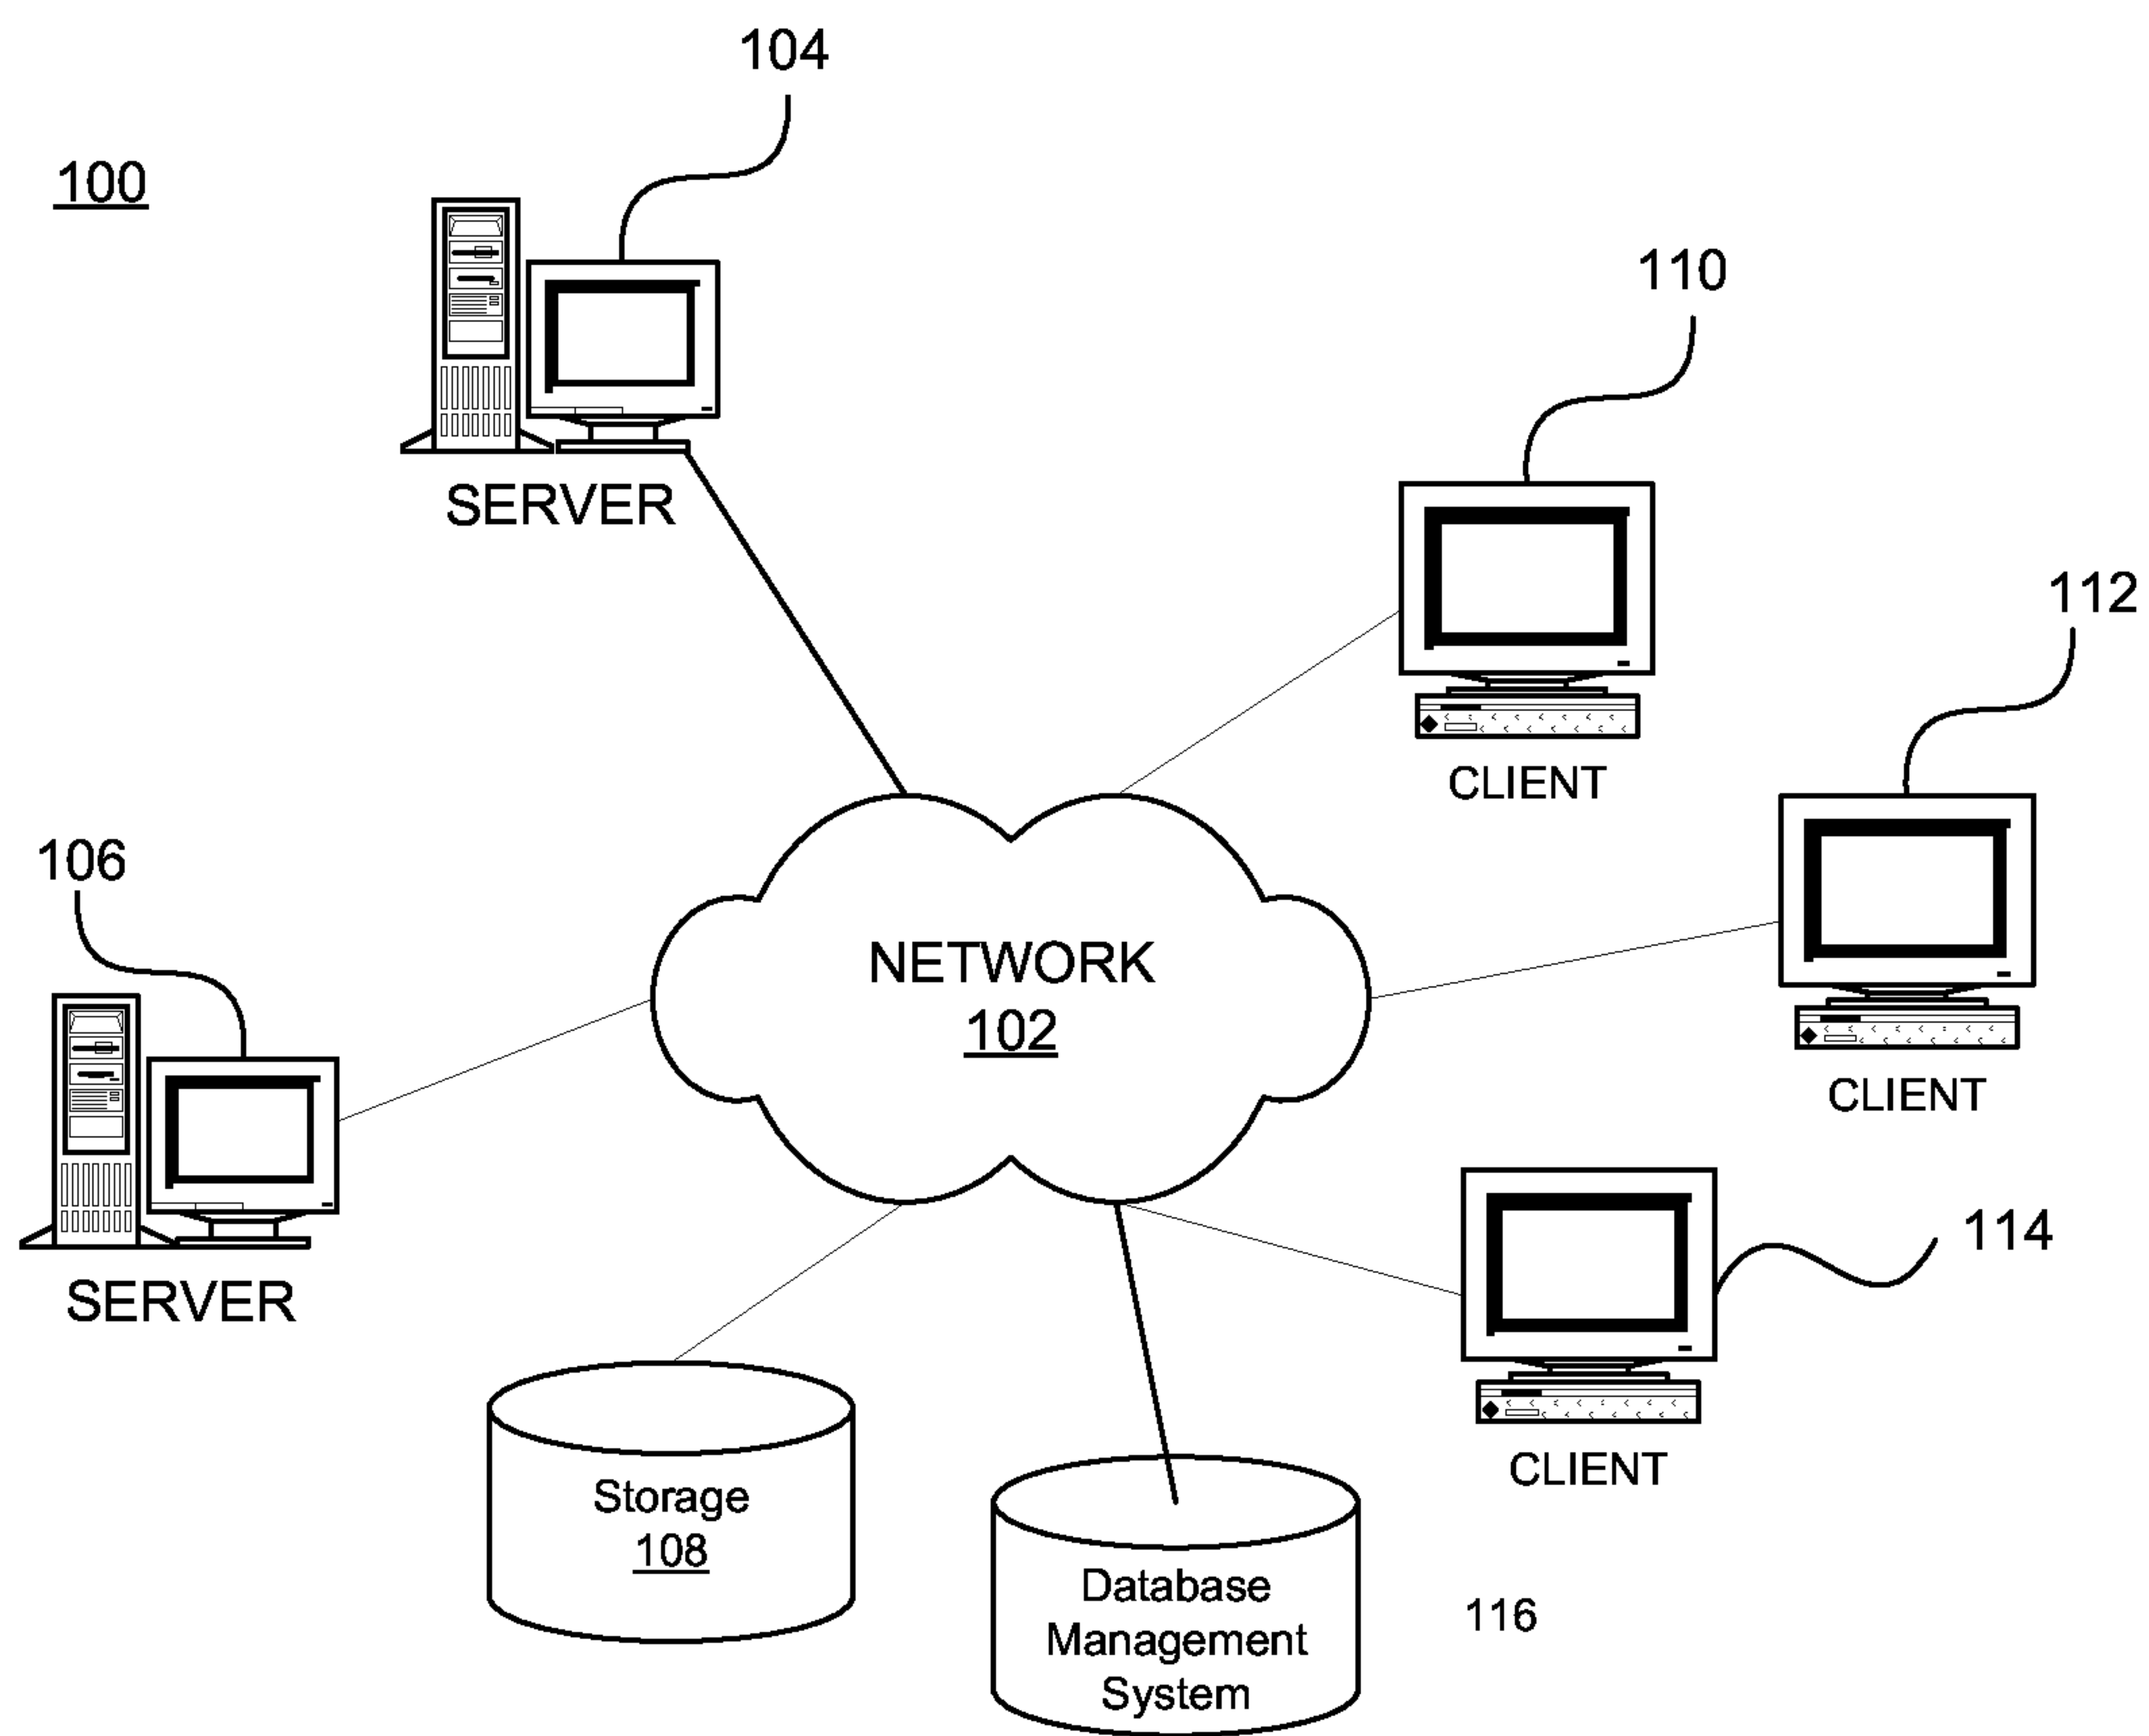 104
100
110
SERVER
112
CLIENT
106
NETWORK
102
CLIENT
114
SERVER
CLIENT
Storage
108
Database
Management
System
116